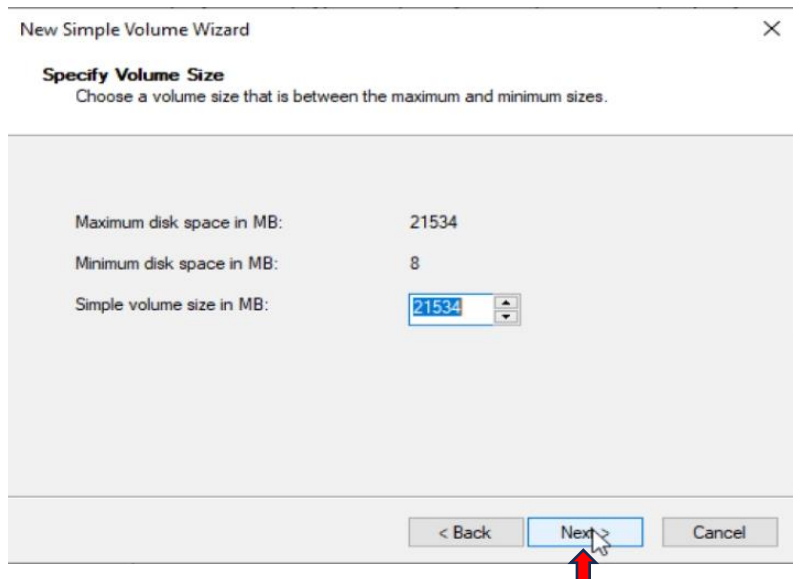 New Simple Volume Wizard
Specify Volume Size
Choose a volume size that is between the maximum and minimum sizes.
Maximum disk space in MB: 21534
Minimum disk space in MB: 8
Simple volume size in MB: 21534
< Back Next > Cancel